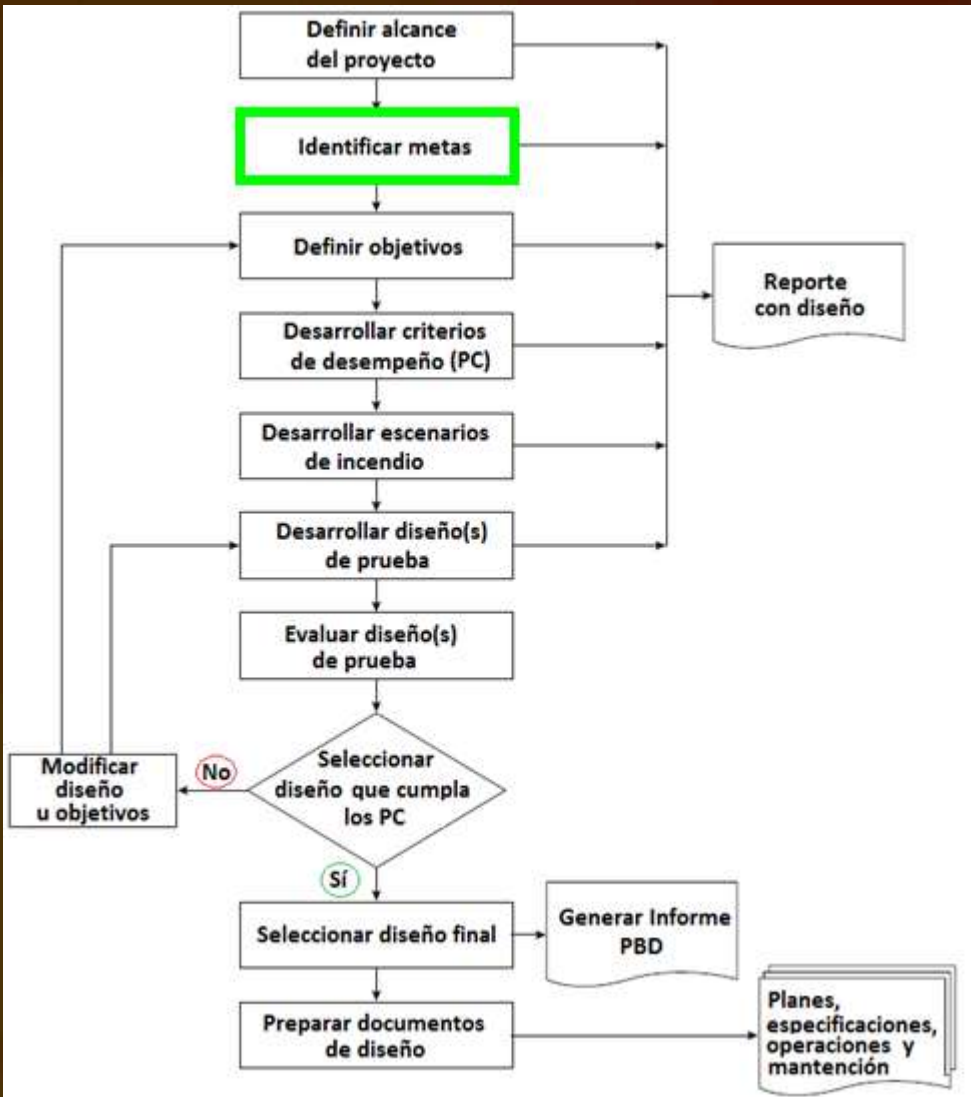 Definir alcance
del proyecto
Identificar metas
Definir objetivos
Reporte
con diseño
Desarrollar criterios
de desempeño (PC)
Desarrollar escenarios
de incendio
Desarrollar diseño(s)
de prueba
Evaluar diseño(s)
de prueba
Seleccionar
diseño que cumpla
los PC
No
Modificar
diseño
u objetivos
Sí
Seleccionar diseño final
Generar Informe
PBD
Preparar documentos
de diseño
Planes,
especificaciones,
operaciones y
mantención